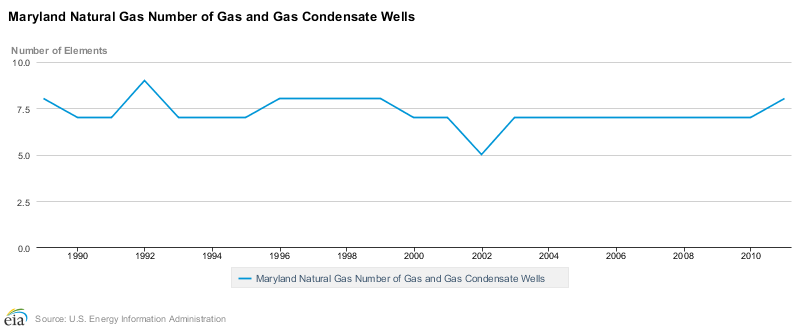 Maryland Natural Gas Number of Gas and Gas Condensate Wells
Number of Elements
10.0
7.5
5.0
2.5
0.0
1990 1992 1994 1996 1998 2000 2002 2004 2006 2008 2010
Maryland Natural Gas Number of Gas and Gas Condensate Wells
eia Source: U.S. Energy Information Administration